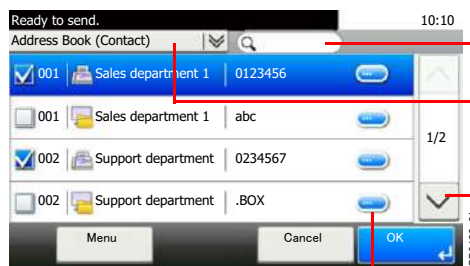 Ready to send. 10:10
Address Book (Contact)
001 Sales department 1 0123456
001 Sales department 1 abc
1/2
002 Support department 0234567
002 Support department .BOX
Menu Cancel OK